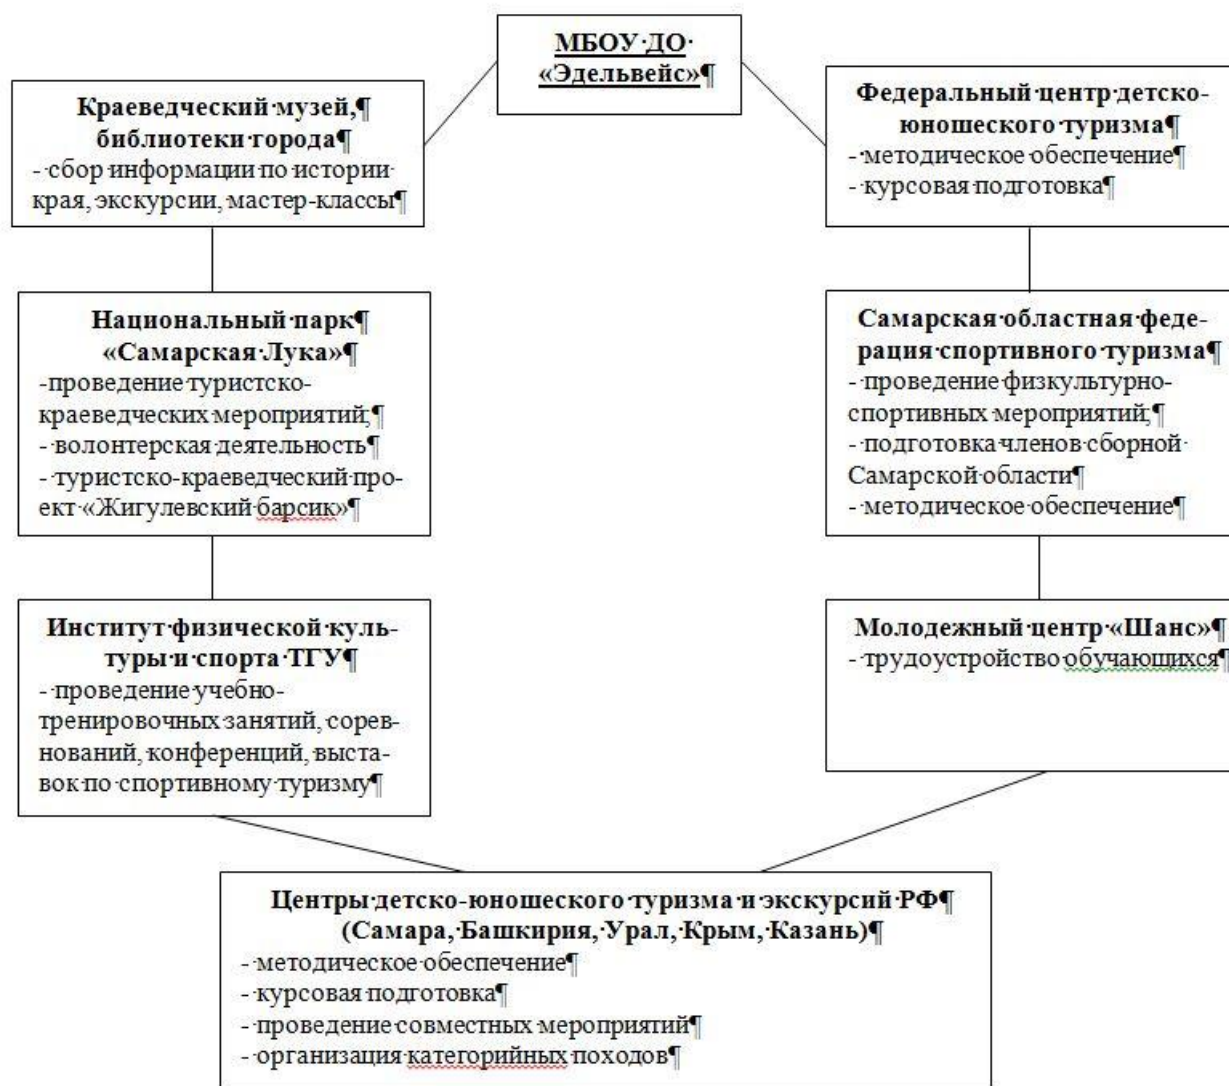 МБОУ ДО
«Эдельвейс»¶
Краеведческий музей,¶
библиотеки города¶
- сбор информации по истории
края, экскурсии, мастер-классы¶
Федеральный центр детско-
юношеского туризма¶
- методическое обеспечение¶
- курсовая подготовка¶
Национальный парк¶
«Самарская Лука»¶
-проведение туристско-
краеведческих мероприятий;¶
- волонтерская деятельность¶
- туристско-краеведческий про-
ект «Жигулевский барсик»¶
Самарская областная феде-
рация спортивного туризма¶
- проведение физкультурно-
спортивных мероприятий;¶
- подготовка членов сборной
Самарской области¶
- методическое обеспечение¶
Институт физической куль-
туры и спорта ТГУ¶
- проведение учебно-
тренировочных занятий, сорев-
нований, конференций, выста-
вок по спортивному туризму¶
Молодежный центр «Шанс»¶
- трудоустройство обучающихся¶
Центры детско-юношеского туризма и экскурсий РФ¶
(Самара, Башкирия, Урал, Крым, Казань)¶
- методическое обеспечение¶
- курсовая подготовка¶
- проведение совместных мероприятий¶
- организация категорийных походов¶